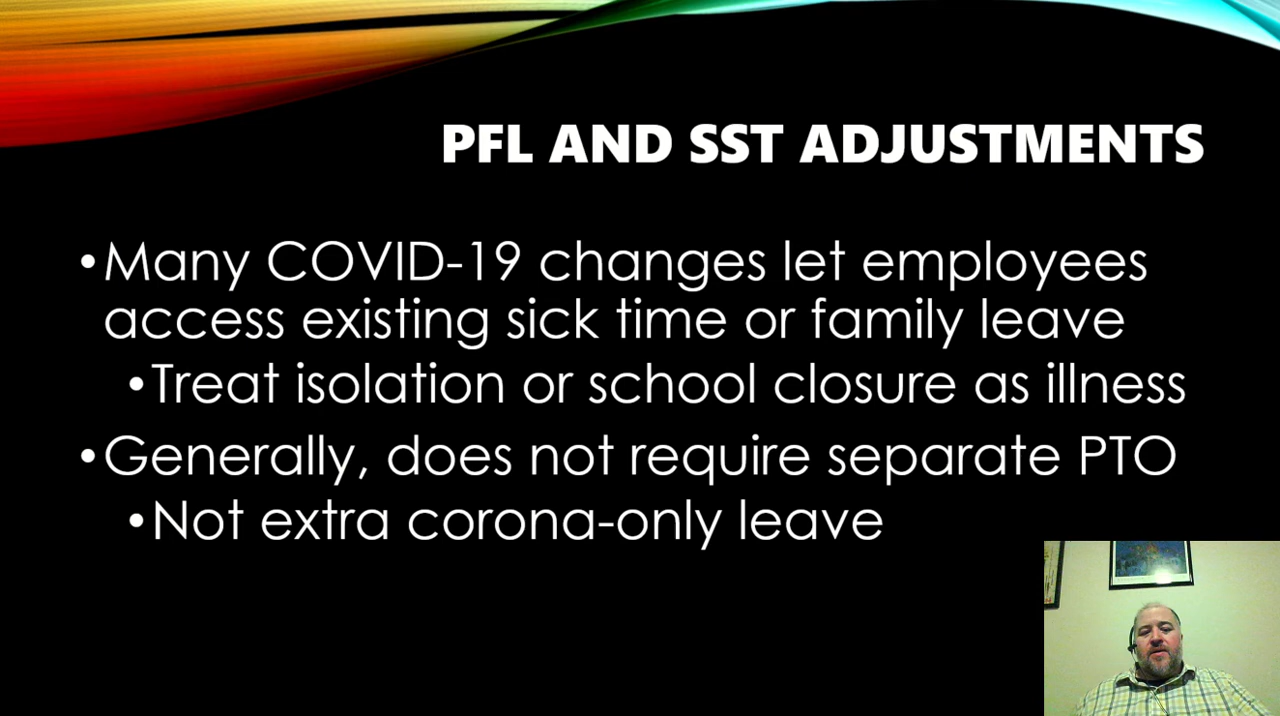 PFL AND SST ADJUSTMENTS
•Many COVID-19 changes let employees
access existing sick time or family leave
•Treat isolation or school closure as illness
•Generally, does not require separate PTO
•Not extra corona-only leave